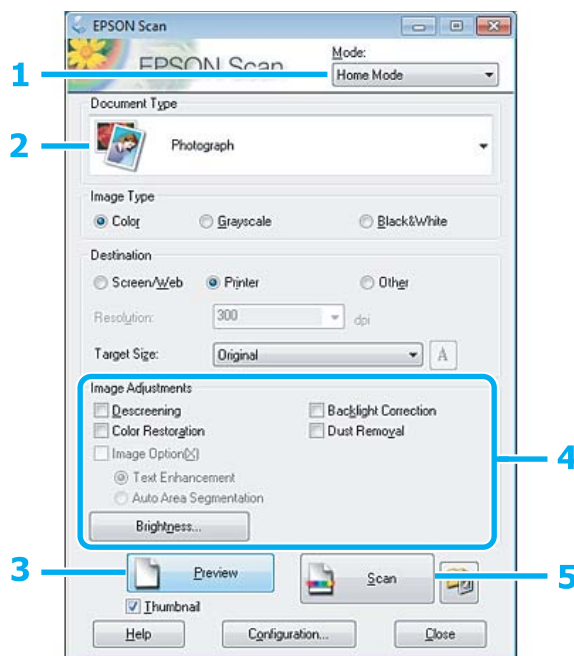 EPSON Scan
EPSON Scan
Mode:
1
Home Mode
Document Type
2
Photograph
Image Type
Color Grayscale Black&White
Destination
Screen/Web Printer Other
Resolution: 300 dpi
Target Size: Original A
Image Adjustments
Descreening Backlight Correction
Color Restoration Dust Removal
Image Option(X)
4
Text Enhancement
Auto Area Segmentation
Brightness...
3 Preview Scan 5
Thumbnail
Help Configuration... Close